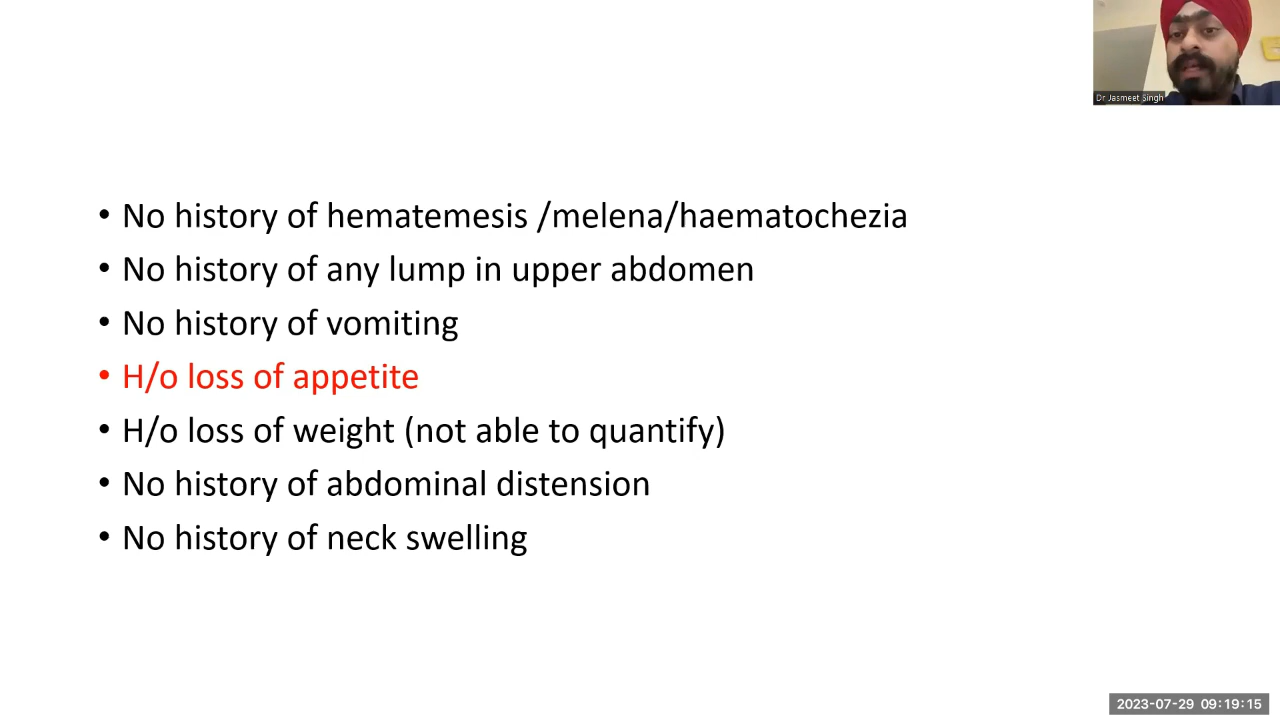 Dr Jasmeet Singh
• No history of hematemesis /melena/haematochezia
• No history of any lump in upper abdomen
• No history of vomiting
• H/o loss of appetite
• H/o loss of weight (not able to quantify)
• No history of abdominal distension
• No history of neck swelling
2023-07-29 09:19:15